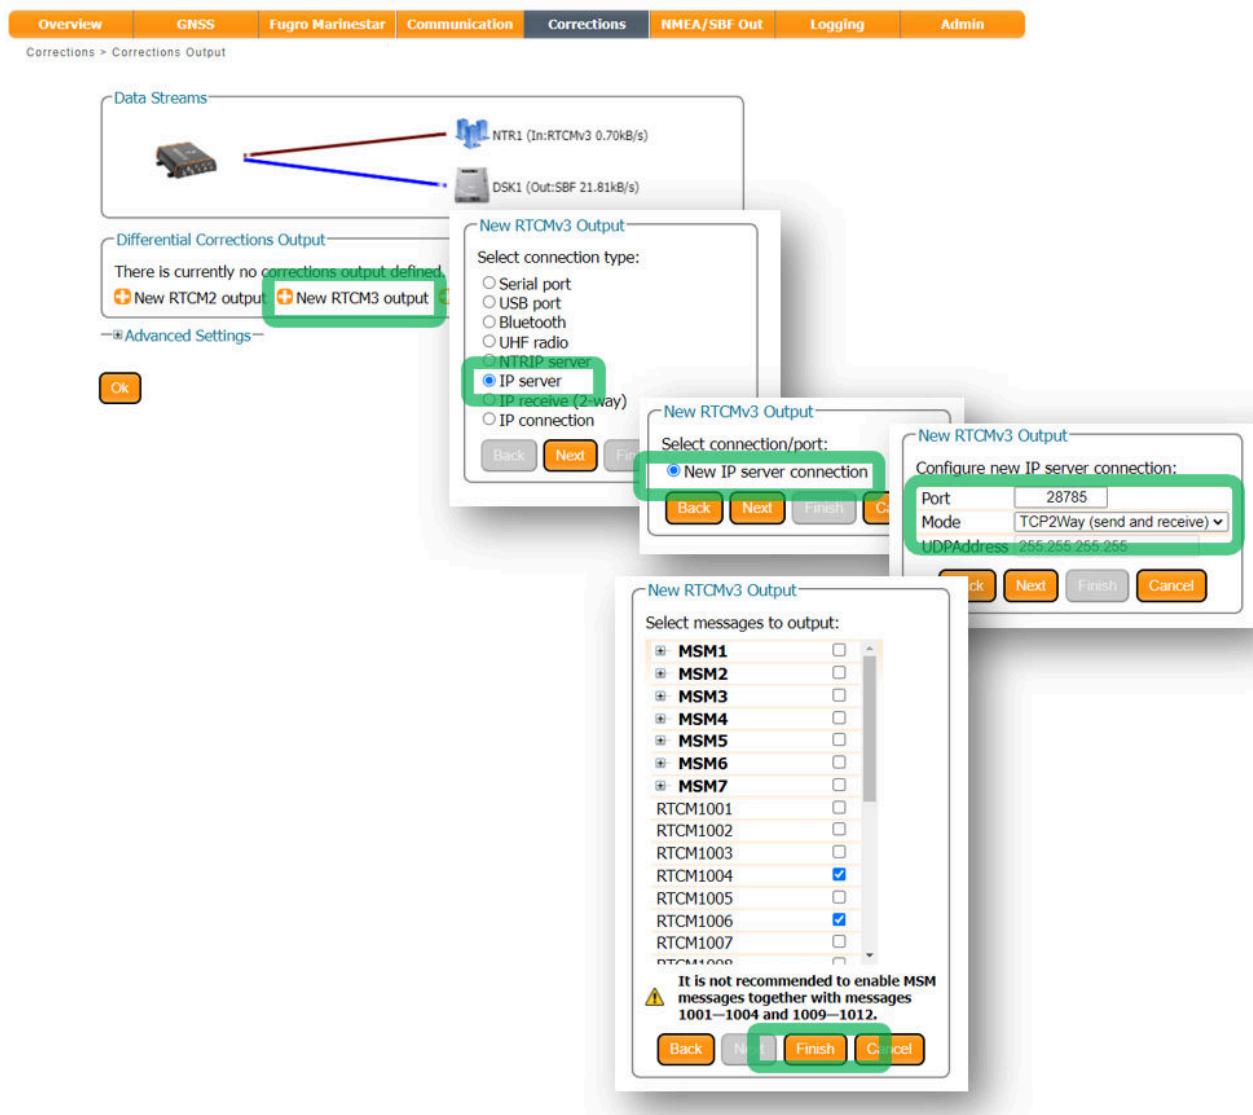 Overview GNSS Fugro Marinestar Communication Corrections NMEA/SBF Out Logging Admin
Corrections > Corrections Output
Data Streams
NTR1 (In:RTCMv3 0.70kB/s)
DSK1 (Out:SBF 21.81kB/s)
Differential Corrections Output
There is currently no corrections output defined.
New RTCM2 output New RTCM3 output
Advanced Settings
Ok
New RTCMv3 Output
Select connection type:
Serial port
USB port
Bluetooth
UHF radio
NTRIP server
IP server
IP receive (2-way)
IP connection
Back Next
New RTCMv3 Output
Select connection/port:
New IP server connection
Back Next Finish
New RTCMv3 Output
Configure new IP server connection:
Port 28785
Mode TCP2Way (send and receive)
UDPAddress 255.255.255.255
Next Finish Cancel
New RTCMv3 Output
Select messages to output:
MSM1
MSM2
MSM3
MSM4
MSM5
MSM6
MSM7
RTCM1001
RTCM1002
RTCM1003
RTCM1004
RTCM1005
RTCM1006
RTCM1007
RTCM1008
It is not recommended to enable MSM
messages together with messages
1001—1004 and 1009—1012.
Back Next Finish Cancel